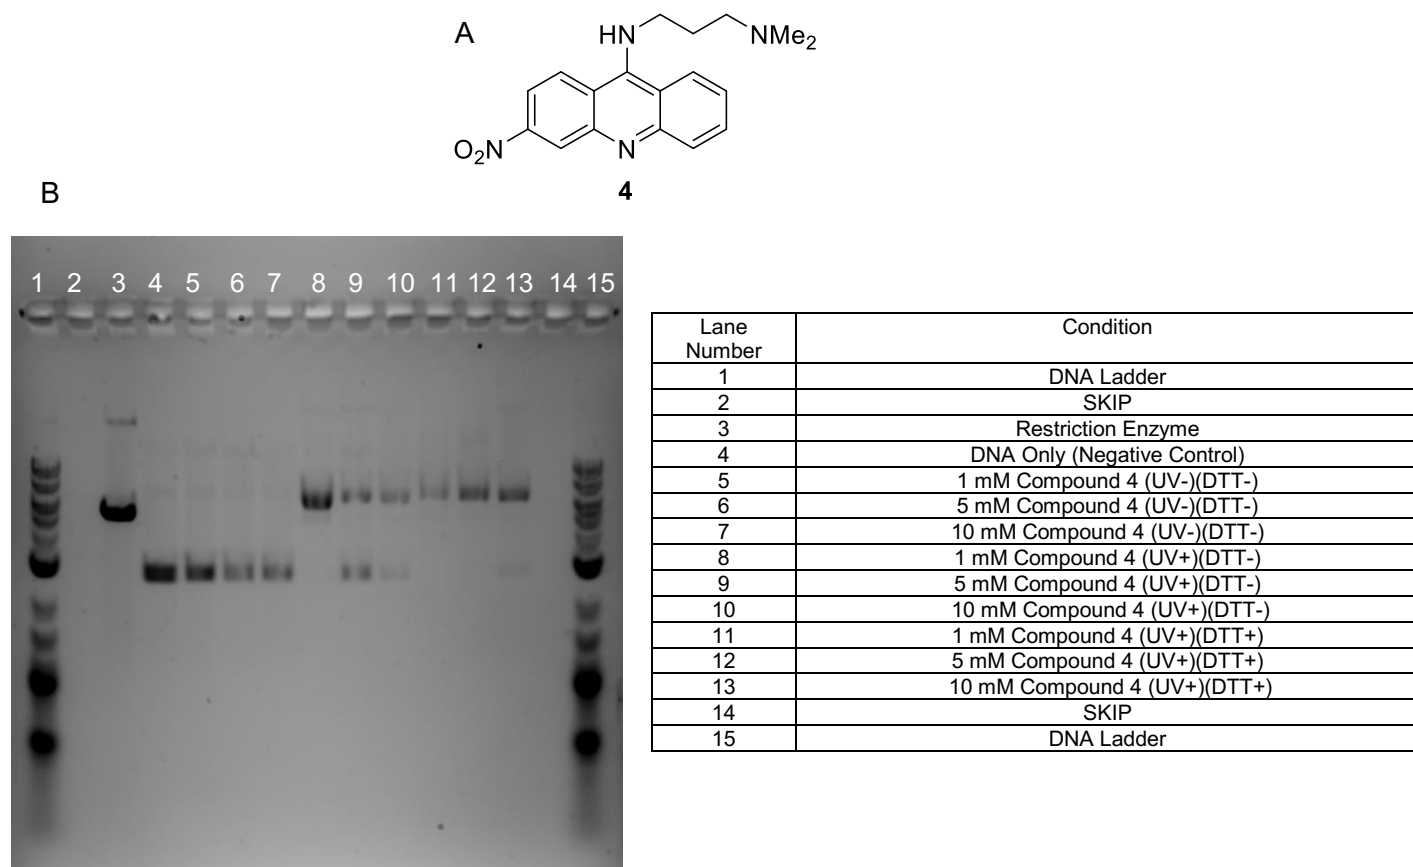 A
HN
NMe2
O2N
N
4
B
1 2 3 4 5 6 7 8 9 10 11 12 13 14 15
Lane Number Condition
1 DNA Ladder
2 SKIP
3 Restriction Enzyme
4 DNA Only (Negative Control)
5 1 mM Compound 4 (UV-)(DTT-)
6 5 mM Compound 4 (UV-)(DTT-)
7 10 mM Compound 4 (UV-)(DTT-)
8 1 mM Compound 4 (UV+)(DTT-)
9 5 mM Compound 4 (UV+)(DTT-)
10 10 mM Compound 4 (UV+)(DTT-)
11 1 mM Compound 4 (UV+)(DTT+)
12 5 mM Compound 4 (UV+)(DTT+)
13 10 mM Compound 4 (UV+)(DTT+)
14 SKIP
15 DNA Ladder